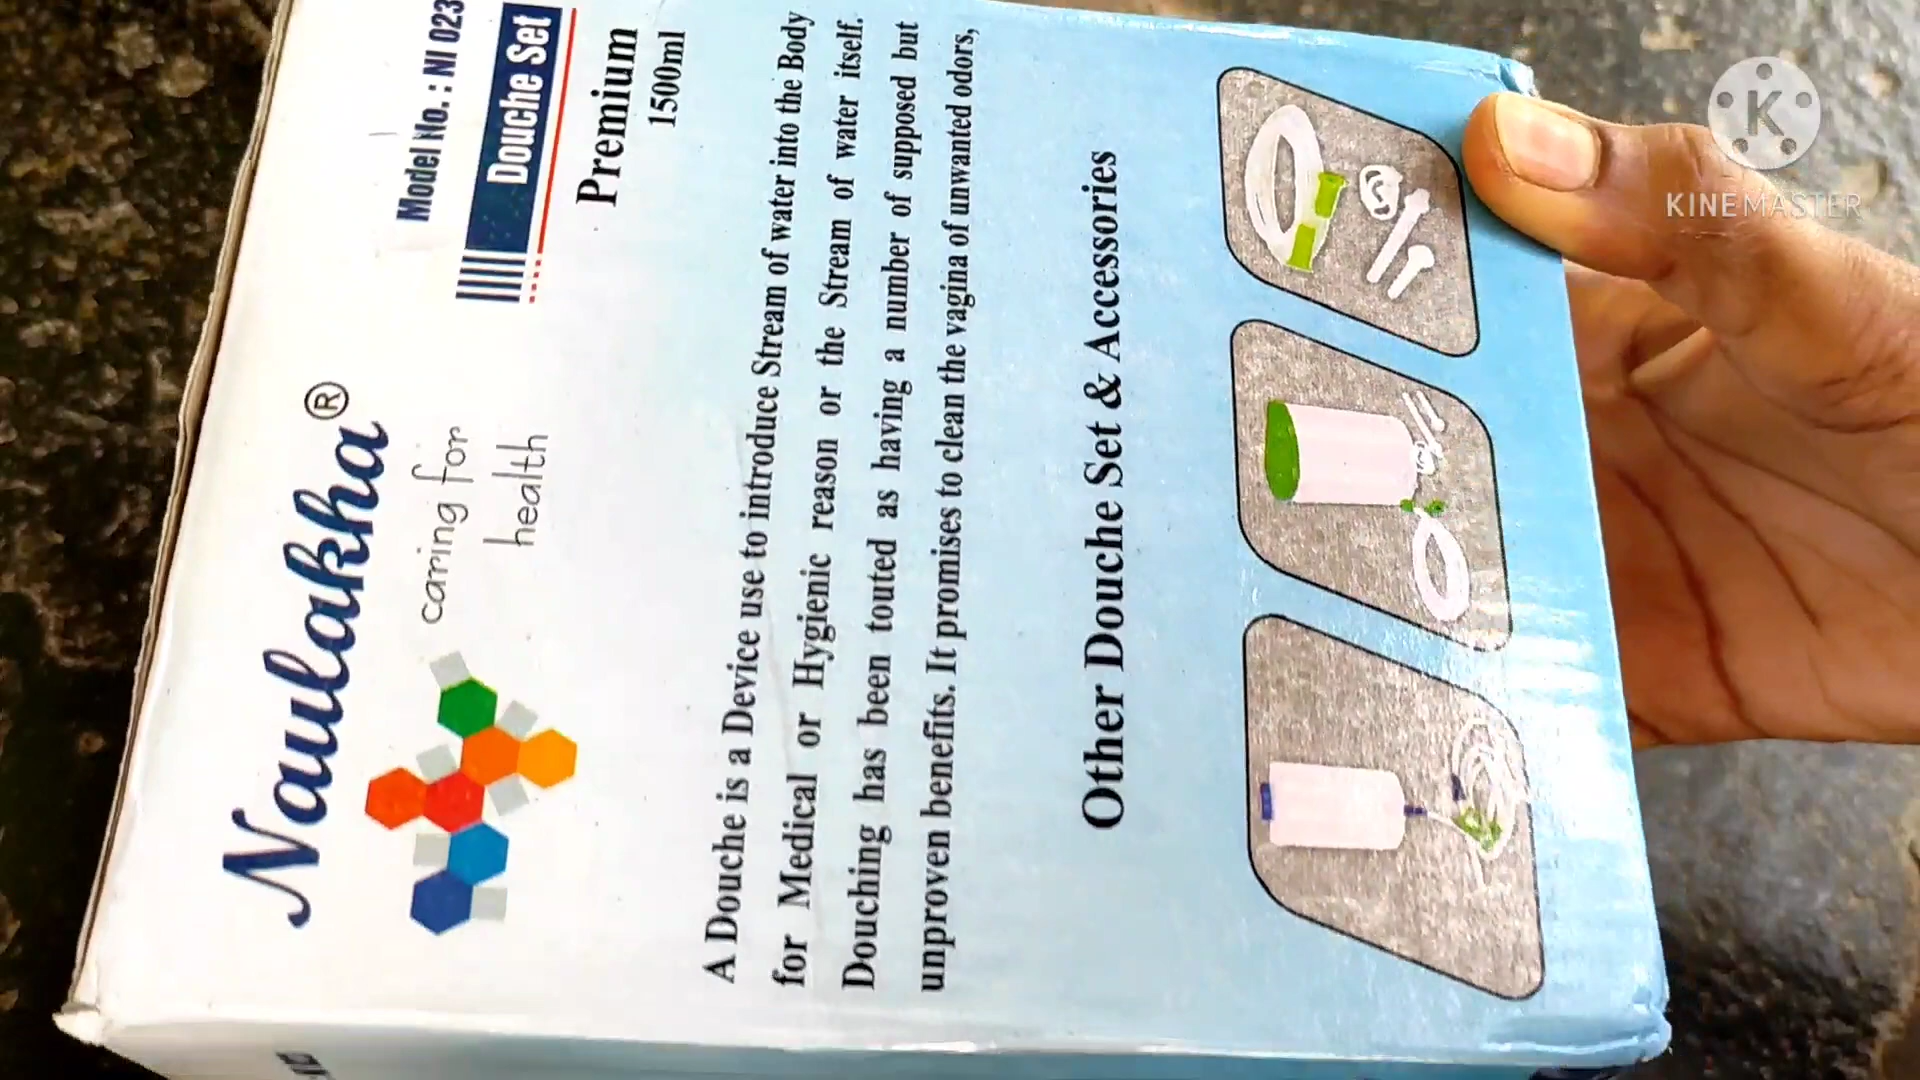 Naulakha®
caring for
health
Model No. : NI 023
Douche Set
Premium
1500ml
A Douche is a Device use to introduce Stream of water into the Body
for Medical or Hygienic reason or the Stream of water itself.
Douching has been touted as having a number of supposed but
unproven benefits. It promises to clean the vagina of unwanted odors,
Other Douche Set & Accessories
K
KINEMASTER